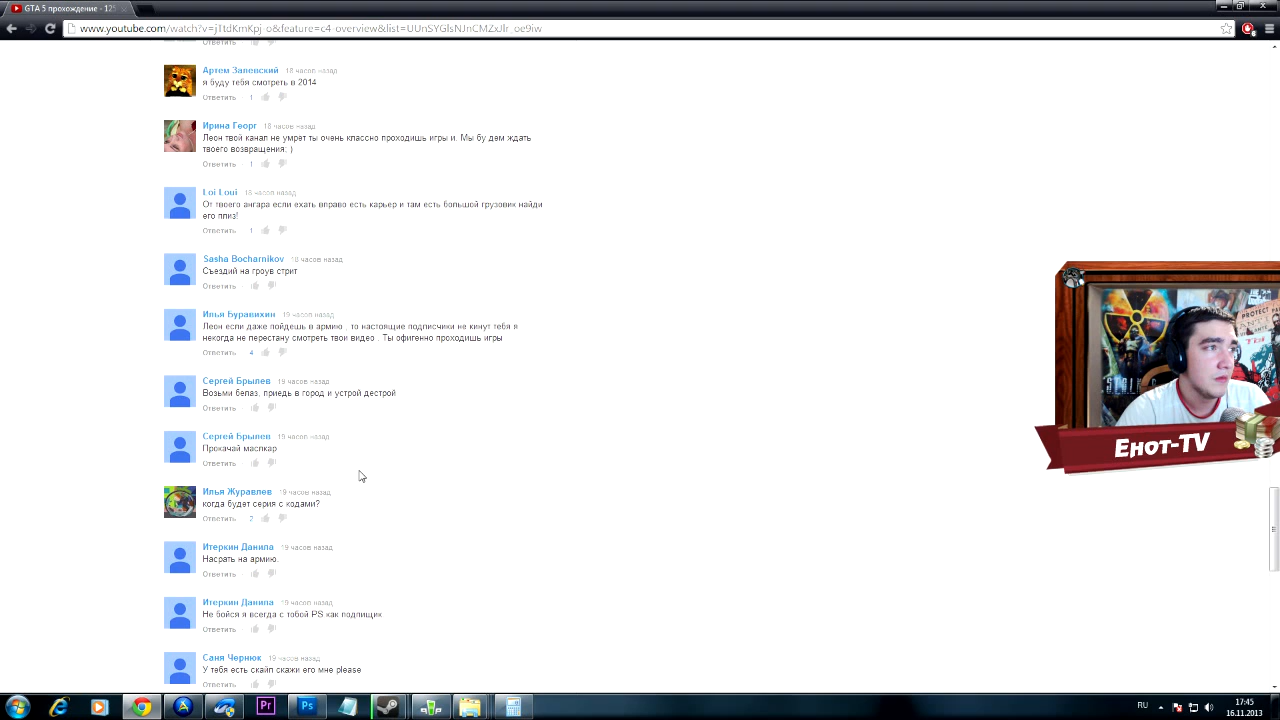 GTA 5 прохождение - 125
www.youtube.com/watch?v=j1tdKmKpj_o&feature=c4-overview&list=UUnSYGlsNJnCMZxJlr_oe9iw
Ответить
Артем Залевский 18 часов назад
я буду тебя смотреть в 2014
Ответить 1
Ирина Георг 18 часов назад
Леон твой канал не умрет ты очень классно проходишь игры и. Мы бу дем ждать
твоего возвращения: )
Ответить 1
Loi Loui 18 часов назад
От твоего ангара если ехать вправо есть карьер и там есть большой грузовик найди
его плиз!
Ответить 1
Sasha Bocharnikov 18 часов назад
Съездий на гроув стрит
Ответить
Илья Буравихин 19 часов назад
Леон если даже пойдешь в армию . то настоящие подписчики не кинут тебя я
некогда не перестану смотреть твои видео . Ты офигенно проходишь игры
Ответить 4
Сергей Брылев 19 часов назад
Возьми белаз, приедь в город и устрой дестрой
Ответить
Сергей Брылев 19 часов назад
Прокачай маслкар
Ответить
Илья Журавлев 19 часов назад
когда будет серия с кодами?
Ответить 2
Итеркин Данила 19 часов назад
Насрать на армию.
Ответить
Итеркин Данила 19 часов назад
Не бойся я всегда с тобой PS как подпищик
Ответить
Саня Чернюк 19 часов назад
У тебя есть скайп скажи его мне please
Ответить
Енот-TV
Pr
Ps
RU
17:45
16.11.2013